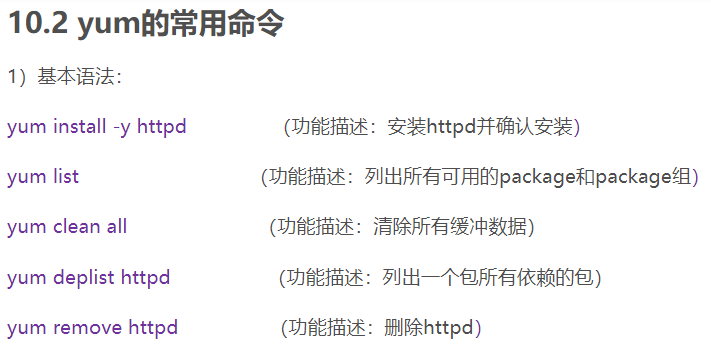 10.2 yum的常用命令
1）基本语法：
yum install -y httpd （功能描述：安装httpd并确认安装）
yum list （功能描述：列出所有可用的package和package组）
yum clean all （功能描述：清除所有缓冲数据）
yum deplist httpd （功能描述：列出一个包所有依赖的包）
yum remove httpd （功能描述：删除httpd）